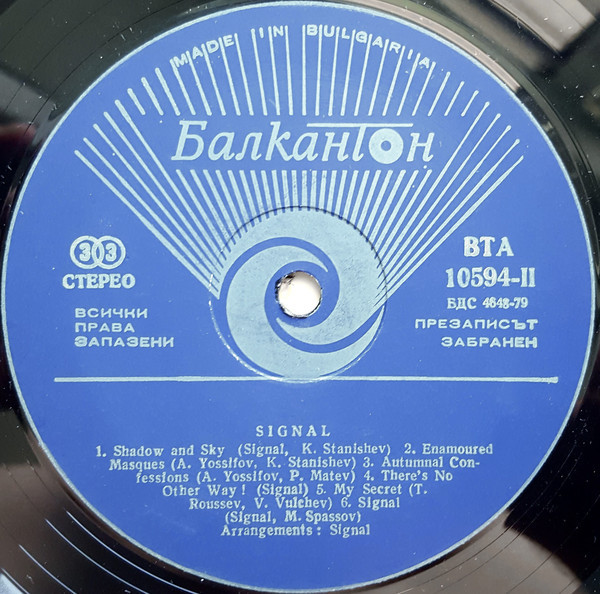 MADE IN BULGARIA
Балкантон
33
СТЕРЕО
ВСИЧКИ
ПРАВА
ЗАПАЗЕНИ
ВТА
10594-II
БДС 4648-79
ПРЕЗАПИСЪТ
ЗАБРАНЕН
SIGNAL
1. Shadow and Sky (Signal, K. Stanishev) 2. Enamoured
Masques (A. Yossifov, K. Stanishev) 3. Autumnal Con-
fessions (A. Yossifov, P. Matev) 4. There's No
Other Way! (Signal) 5. My Secret (T.
Roussev, V. Vulchev) 6. Signal
(Signal, M. Spassov)
Arrangements: Signal